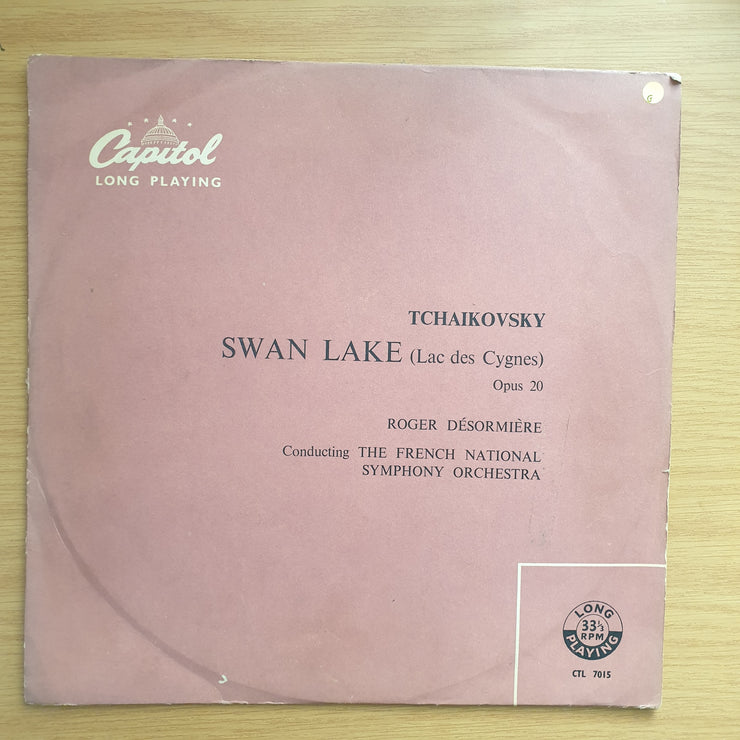 Capitol
LONG PLAYING
G
TCHAIKOVSKY
SWAN LAKE (Lac des Cygnes)
Opus 20
ROGER DÉSORMIÈRE
Conducting THE FRENCH NATIONAL
SYMPHONY ORCHESTRA
LONG
33⅓
RPM
PLAYING
CTL 7015